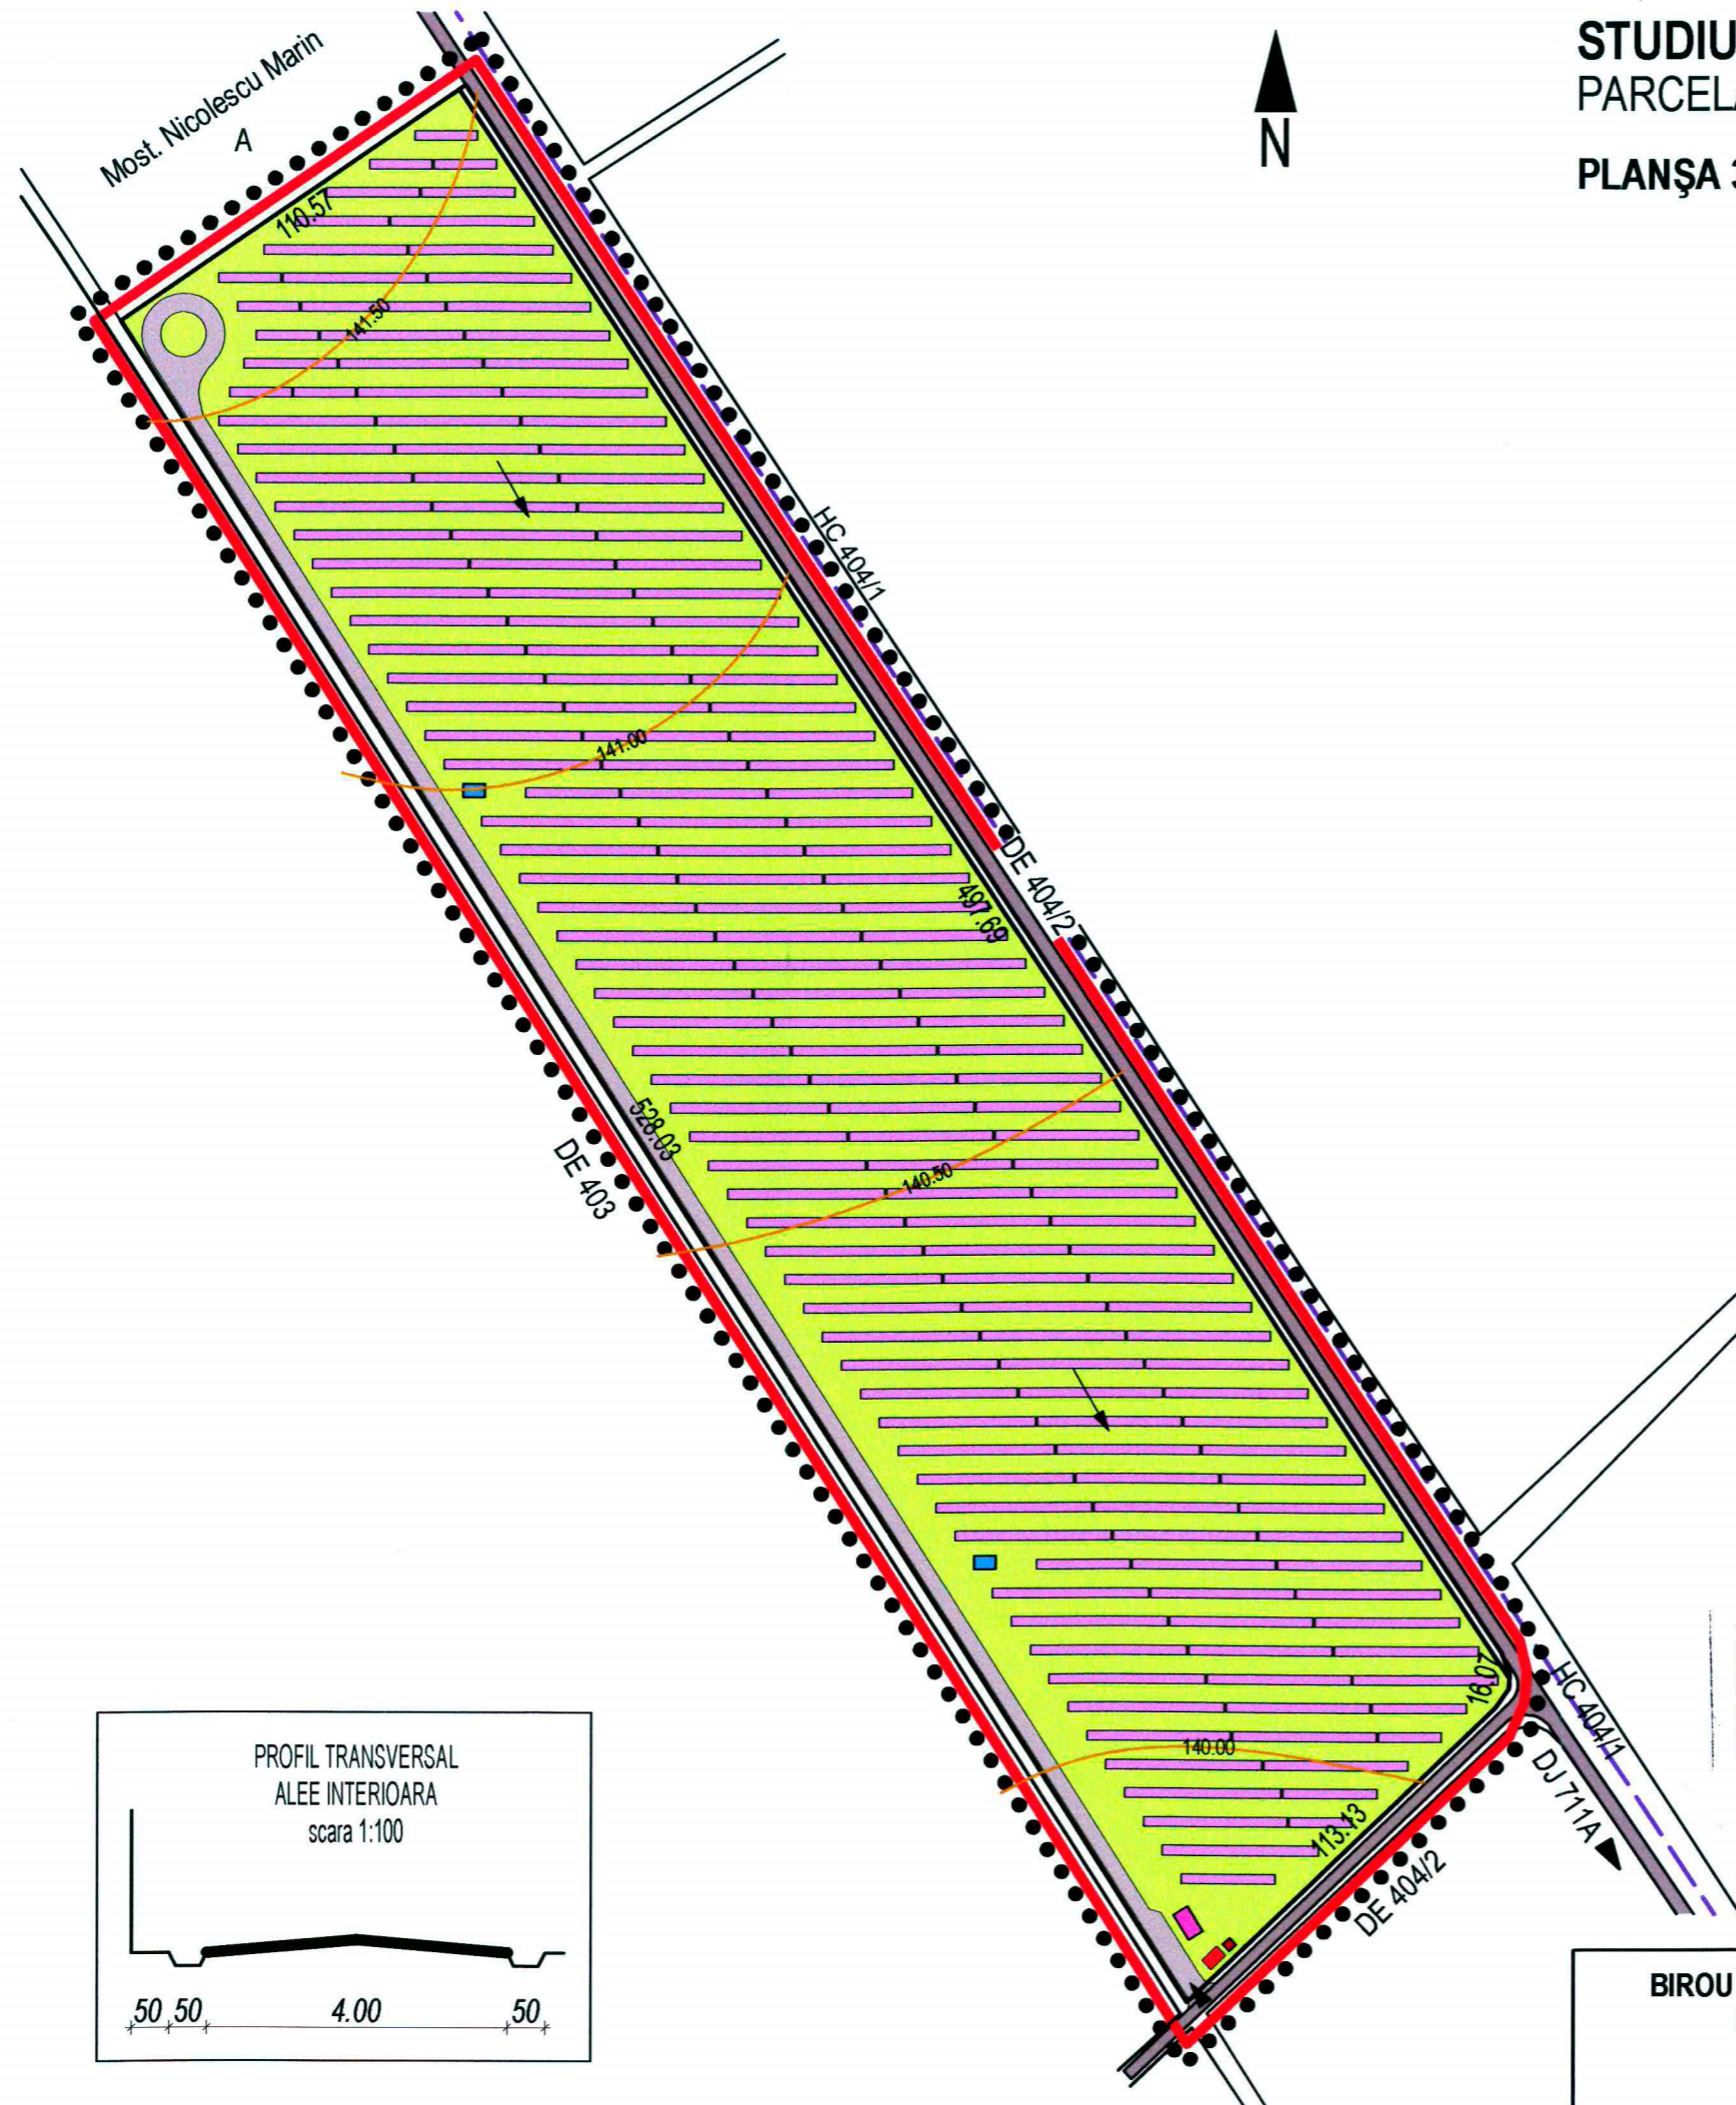 STUDIU
PARCELA
PLANŞA 3
N
Most. Nicolescu Marin
A
110.57
141.50
HC 404/1
141.00
DE 404/2
497.69
528.03
DE 403
140.50
16.07
HC 404/1
140.00
DJ 711A
113.13
DE 404/2
PROFIL TRANSVERSAL
ALEE INTERIOARA
scara 1:100
50 50 4.00 50
BIROU